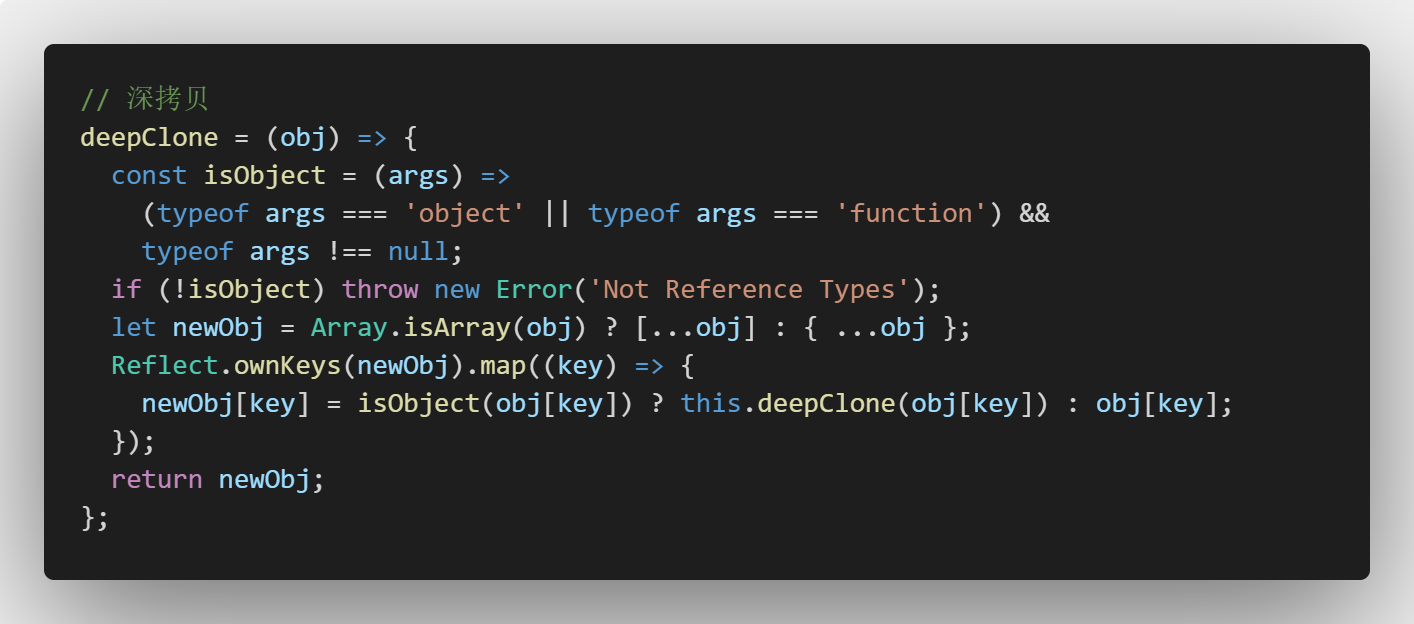 // 深拷贝
deepClone = (obj) => {
  const isObject = (args) =>
    (typeof args === 'object' || typeof args === 'function') &&
    typeof args !== null;
  if (!isObject) throw new Error('Not Reference Types');
  let newObj = Array.isArray(obj) ? [...obj] : { ...obj };
  Reflect.ownKeys(newObj).map((key) => {
    newObj[key] = isObject(obj[key]) ? this.deepClone(obj[key]) : obj[key];
  });
  return newObj;
};